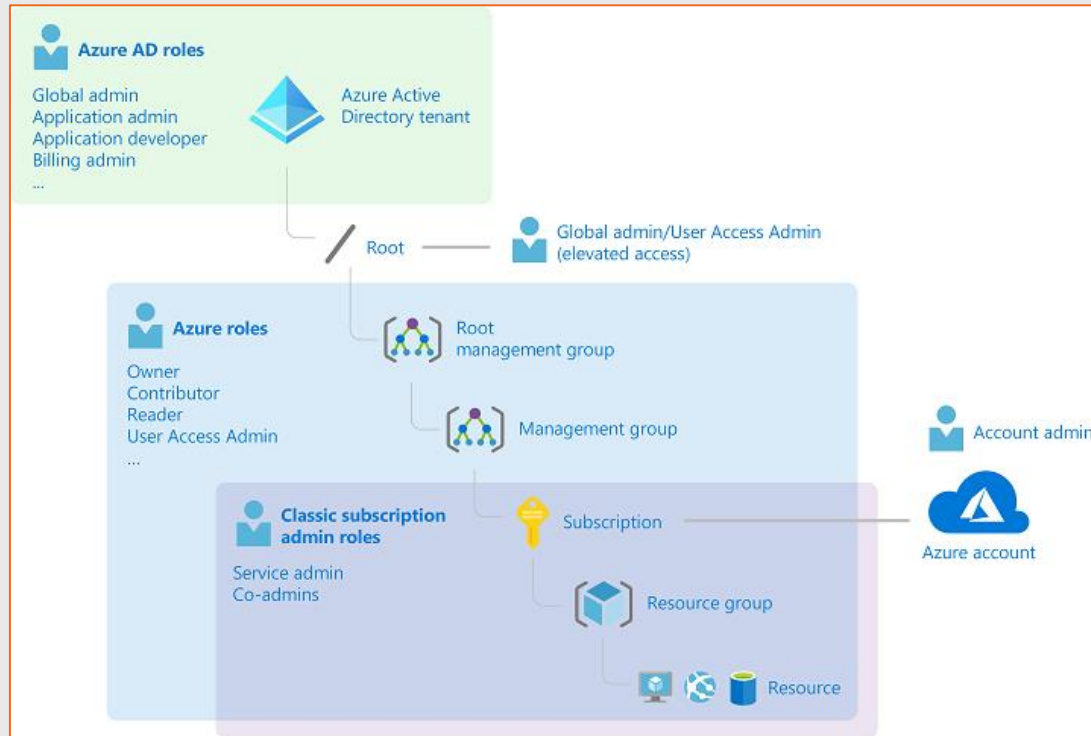 Azure AD roles
Global admin
Application admin
Application developer
Billing admin
...
Azure Active
Directory tenant
Root
Global admin/User Access Admin
(elevated access)
Azure roles
Owner
Contributor
Reader
User Access Admin
...
Root
management group
Management group
Account admin
Classic subscription
admin roles
Service admin
Co-admins
Subscription
Azure account
Resource group
Resource